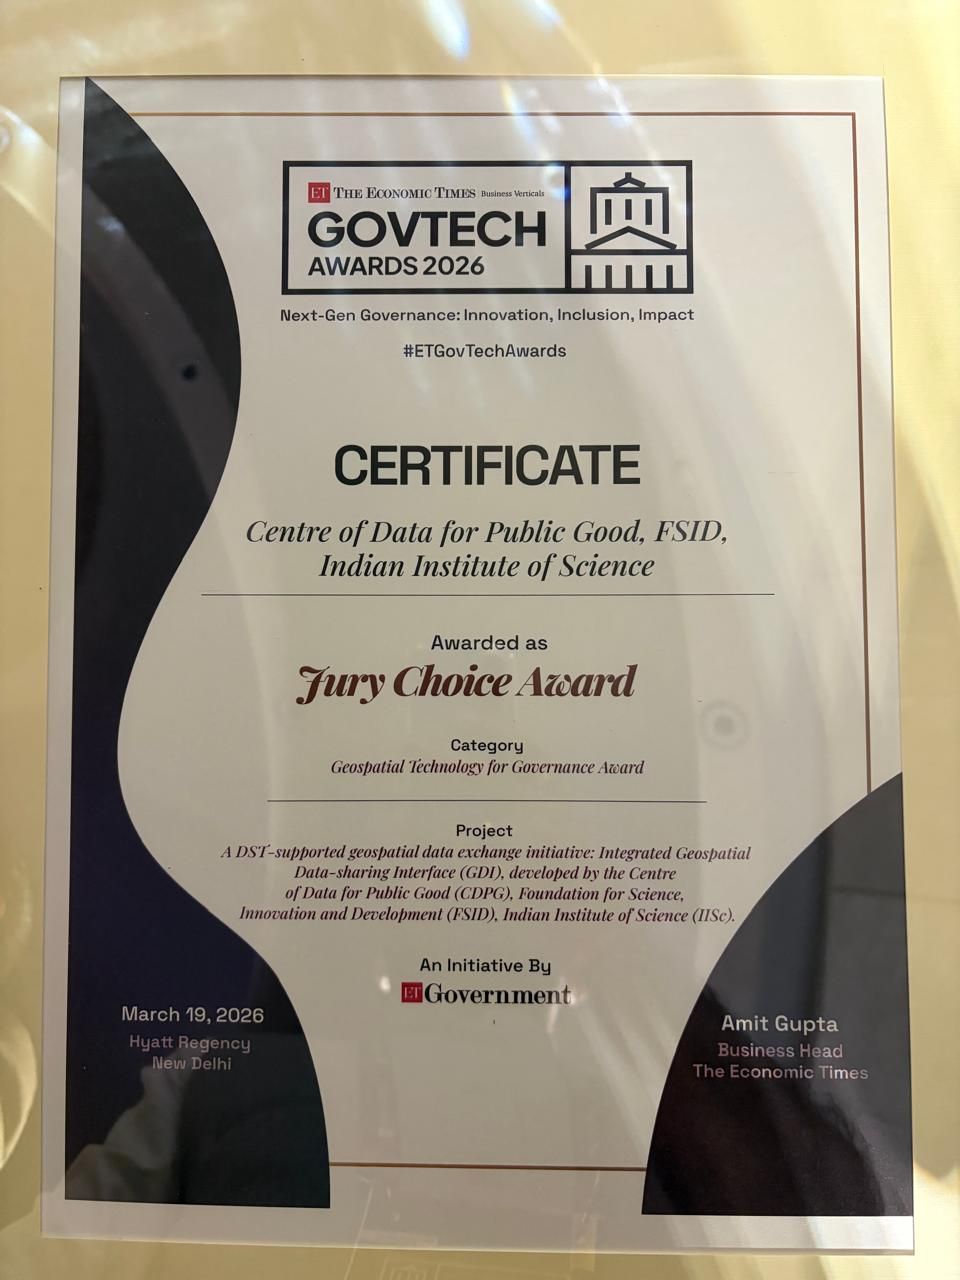 ET THE ECONOMIC TIMES | Business Verticals
GOVTECH
AWARDS 2026
Next-Gen Governance: Innovation, Inclusion, Impact
#ETGovTechAwards
CERTIFICATE
Centre of Data for Public Good, FSID,
Indian Institute of Science
Awarded as
Jury Choice Award
Category
Geospatial Technology for Governance Award
Project
A DST-supported geospatial data exchange initiative: Integrated Geospatial
Data-sharing Interface (GDI), developed by the Centre
of Data for Public Good (CDPG), Foundation for Science,
Innovation and Development (FSID), Indian Institute of Science (IISc).
An Initiative By
ET Government
March 19, 2026
Hyatt Regency
New Delhi
Amit Gupta
Business Head
The Economic Times